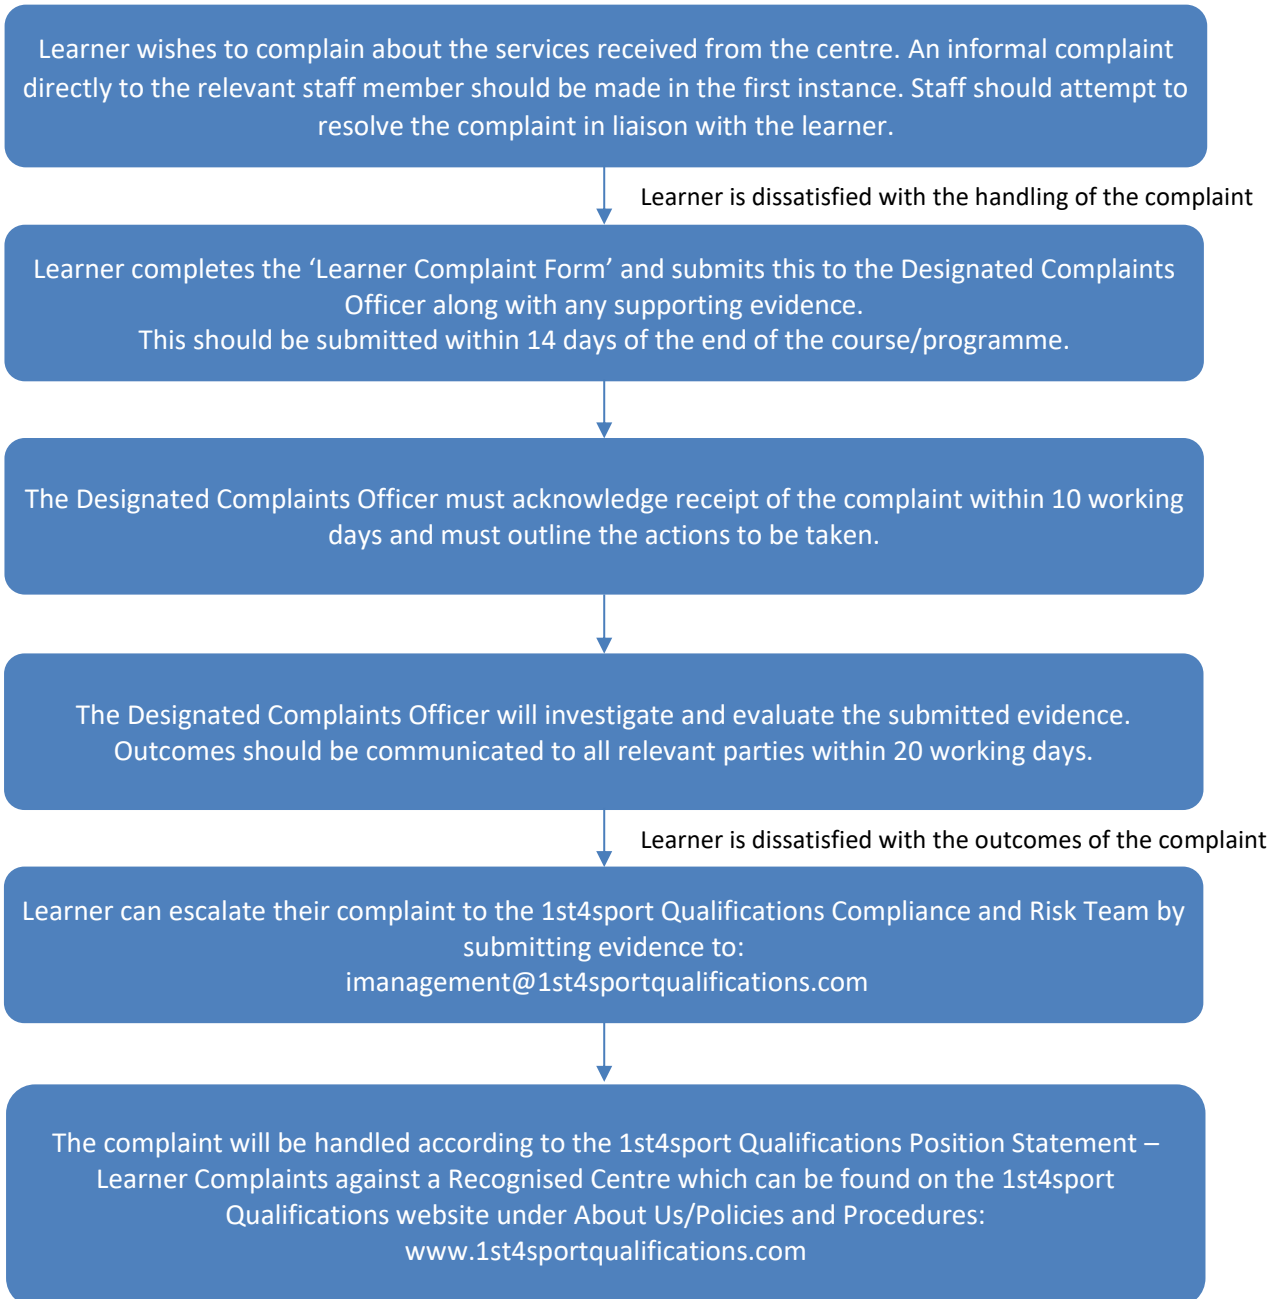 Learner wishes to complain about the services received from the centre. An informal complaint
directly to the relevant staff member should be made in the first instance. Staff should attempt to
resolve the complaint in liaison with the learner.
Learner is dissatisfied with the handling of the complaint
Learner completes the ‘Learner Complaint Form’ and submits this to the Designated Complaints
Officer along with any supporting evidence.
This should be submitted within 14 days of the end of the course/programme.
The Designated Complaints Officer must acknowledge receipt of the complaint within 10 working
days and must outline the actions to be taken.
The Designated Complaints Officer will investigate and evaluate the submitted evidence.
Outcomes should be communicated to all relevant parties within 20 working days.
Learner is dissatisfied with the outcomes of the complaint
Learner can escalate their complaint to the 1st4sport Qualifications Compliance and Risk Team by
submitting evidence to:
imanagement@1st4sportqualifications.com
The complaint will be handled according to the 1st4sport Qualifications Position Statement –
Learner Complaints against a Recognised Centre which can be found on the 1st4sport
Qualifications website under About Us/Policies and Procedures:
www.1st4sportqualifications.com